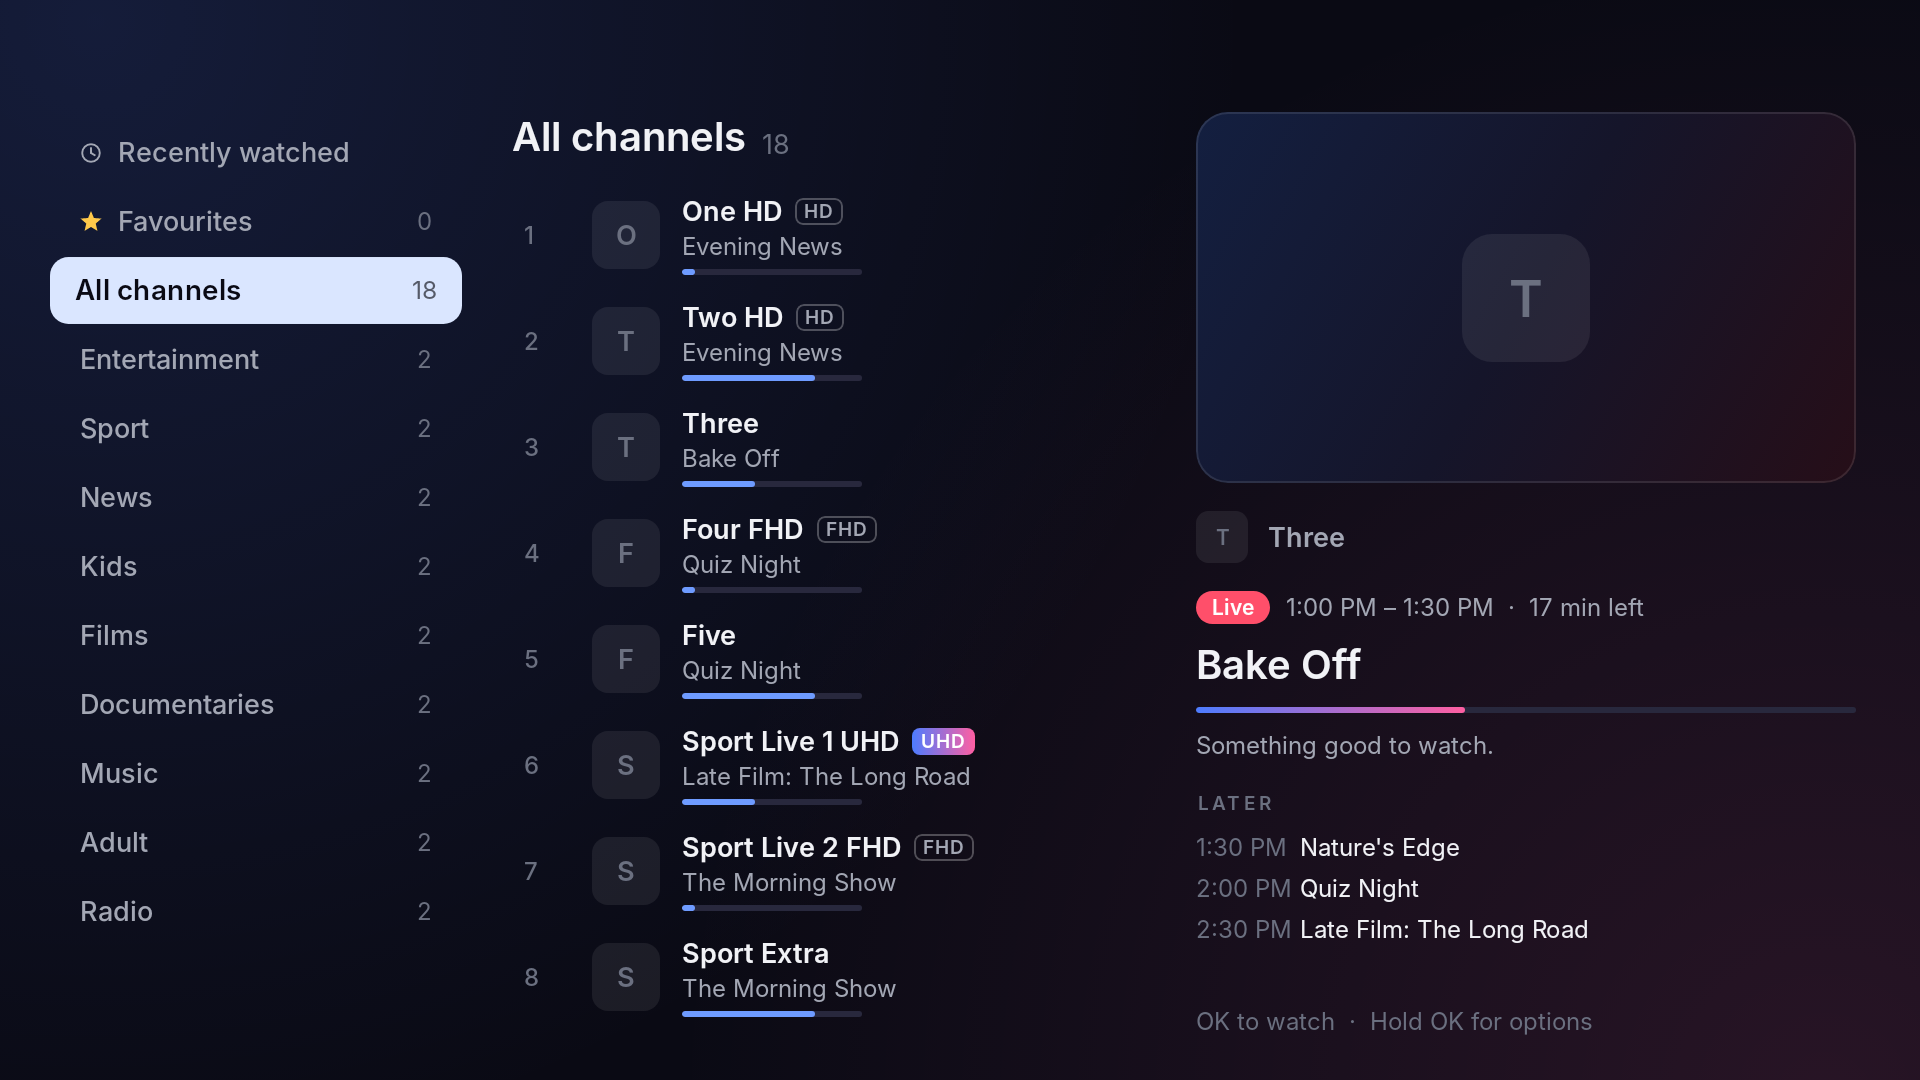 Recently watched
Favourites 0
All channels 18
Entertainment 2
Sport 2
News 2
Kids 2
Films 2
Documentaries 2
Music 2
Adult 2
Radio 2
All channels 18
1 O One HD HD
Evening News
2 T Two HD HD
Evening News
3 T Three
Bake Off
4 F Four FHD FHD
Quiz Night
5 F Five
Quiz Night
6 S Sport Live 1 UHD UHD
Late Film: The Long Road
7 S Sport Live 2 FHD FHD
The Morning Show
8 S Sport Extra
The Morning Show
T
T Three
Live 1:00 PM – 1:30 PM · 17 min left
Bake Off
Something good to watch.
LATER
1:30 PM Nature's Edge
2:00 PM Quiz Night
2:30 PM Late Film: The Long Road
OK to watch · Hold OK for options